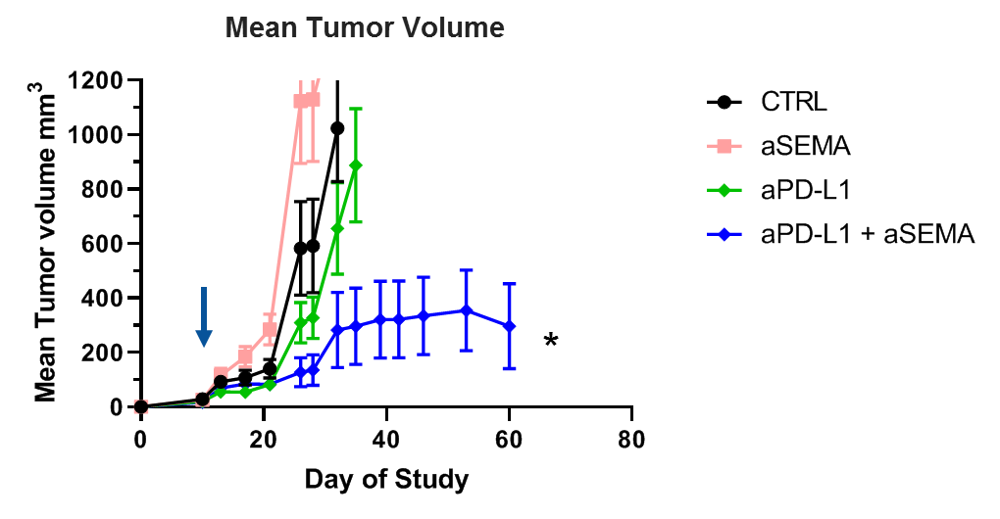 Mean Tumor Volume
Mean Tumor volume mm³
1200
1000
800
600
400
200
0
0 20 40 60 80
Day of Study
*
CTRL
aSEMA
aPD-L1
aPD-L1 + aSEMA